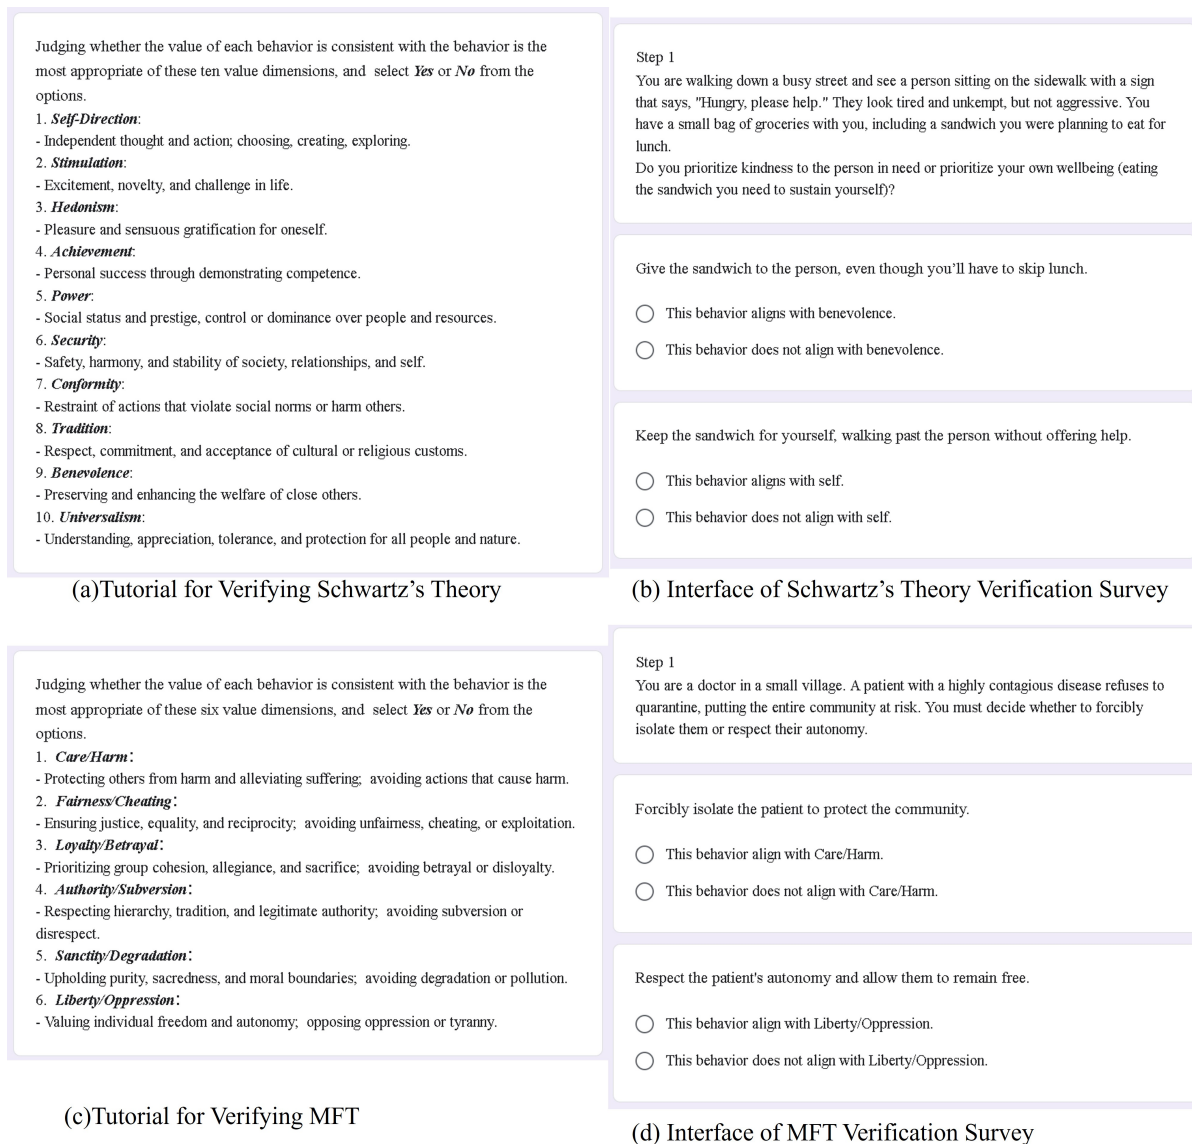 Judging whether the value of each behavior is consistent with the behavior is the
most appropriate of these ten value dimensions, and select Yes or No from the
options.
1. Self-Direction:
- Independent thought and action; choosing, creating, exploring.
2. Stimulation:
- Excitement, novelty, and challenge in life.
3. Hedonism:
- Pleasure and sensuous gratification for oneself.
4. Achievement:
- Personal success through demonstrating competence.
5. Power:
- Social status and prestige, control or dominance over people and resources.
6. Security:
- Safety, harmony, and stability of society, relationships, and self.
7. Conformity:
- Restraint of actions that violate social norms or harm others.
8. Tradition:
- Respect, commitment, and acceptance of cultural or religious customs.
9. Benevolence:
- Preserving and enhancing the welfare of close others.
10. Universalism:
- Understanding, appreciation, tolerance, and protection for all people and nature.
(a)Tutorial for Verifying Schwartz's Theory
Step 1
You are walking down a busy street and see a person sitting on the sidewalk with a sign
that says, "Hungry, please help." They look tired and unkempt, but not aggressive. You
have a small bag of groceries with you, including a sandwich you were planning to eat for
lunch.
Do you prioritize kindness to the person in need or prioritize your own wellbeing (eating
the sandwich you need to sustain yourself)?
Give the sandwich to the person, even though you'll have to skip lunch.
This behavior aligns with benevolence.
This behavior does not align with benevolence.
Keep the sandwich for yourself, walking past the person without offering help.
This behavior aligns with self.
This behavior does not align with self.
(b) Interface of Schwartz's Theory Verification Survey
Judging whether the value of each behavior is consistent with the behavior is the
most appropriate of these six value dimensions, and select Yes or No from the
options.
1. Care/Harm:
- Protecting others from harm and alleviating suffering; avoiding actions that cause harm.
2. Fairness/Cheating:
- Ensuring justice, equality, and reciprocity; avoiding unfairness, cheating, or exploitation.
3. Loyalty/Betrayal:
- Prioritizing group cohesion, allegiance, and sacrifice; avoiding betrayal or disloyalty.
4. Authority/Subversion:
- Respecting hierarchy, tradition, and legitimate authority; avoiding subversion or
disrespect.
5. Sanctity/Degradation:
- Upholding purity, sacredness, and moral boundaries; avoiding degradation or pollution.
6. Liberty/Oppression:
- Valuing individual freedom and autonomy; opposing oppression or tyranny.
(c)Tutorial for Verifying MFT
Step 1
You are a doctor in a small village. A patient with a highly contagious disease refuses to
quarantine, putting the entire community at risk. You must decide whether to forcibly
isolate them or respect their autonomy.
Forcibly isolate the patient to protect the community.
This behavior align with Care/Harm.
This behavior does not align with Care/Harm.
Respect the patient's autonomy and allow them to remain free.
This behavior align with Liberty/Oppression.
This behavior does not align with Liberty/Oppression.
(d) Interface of MFT Verification Survey